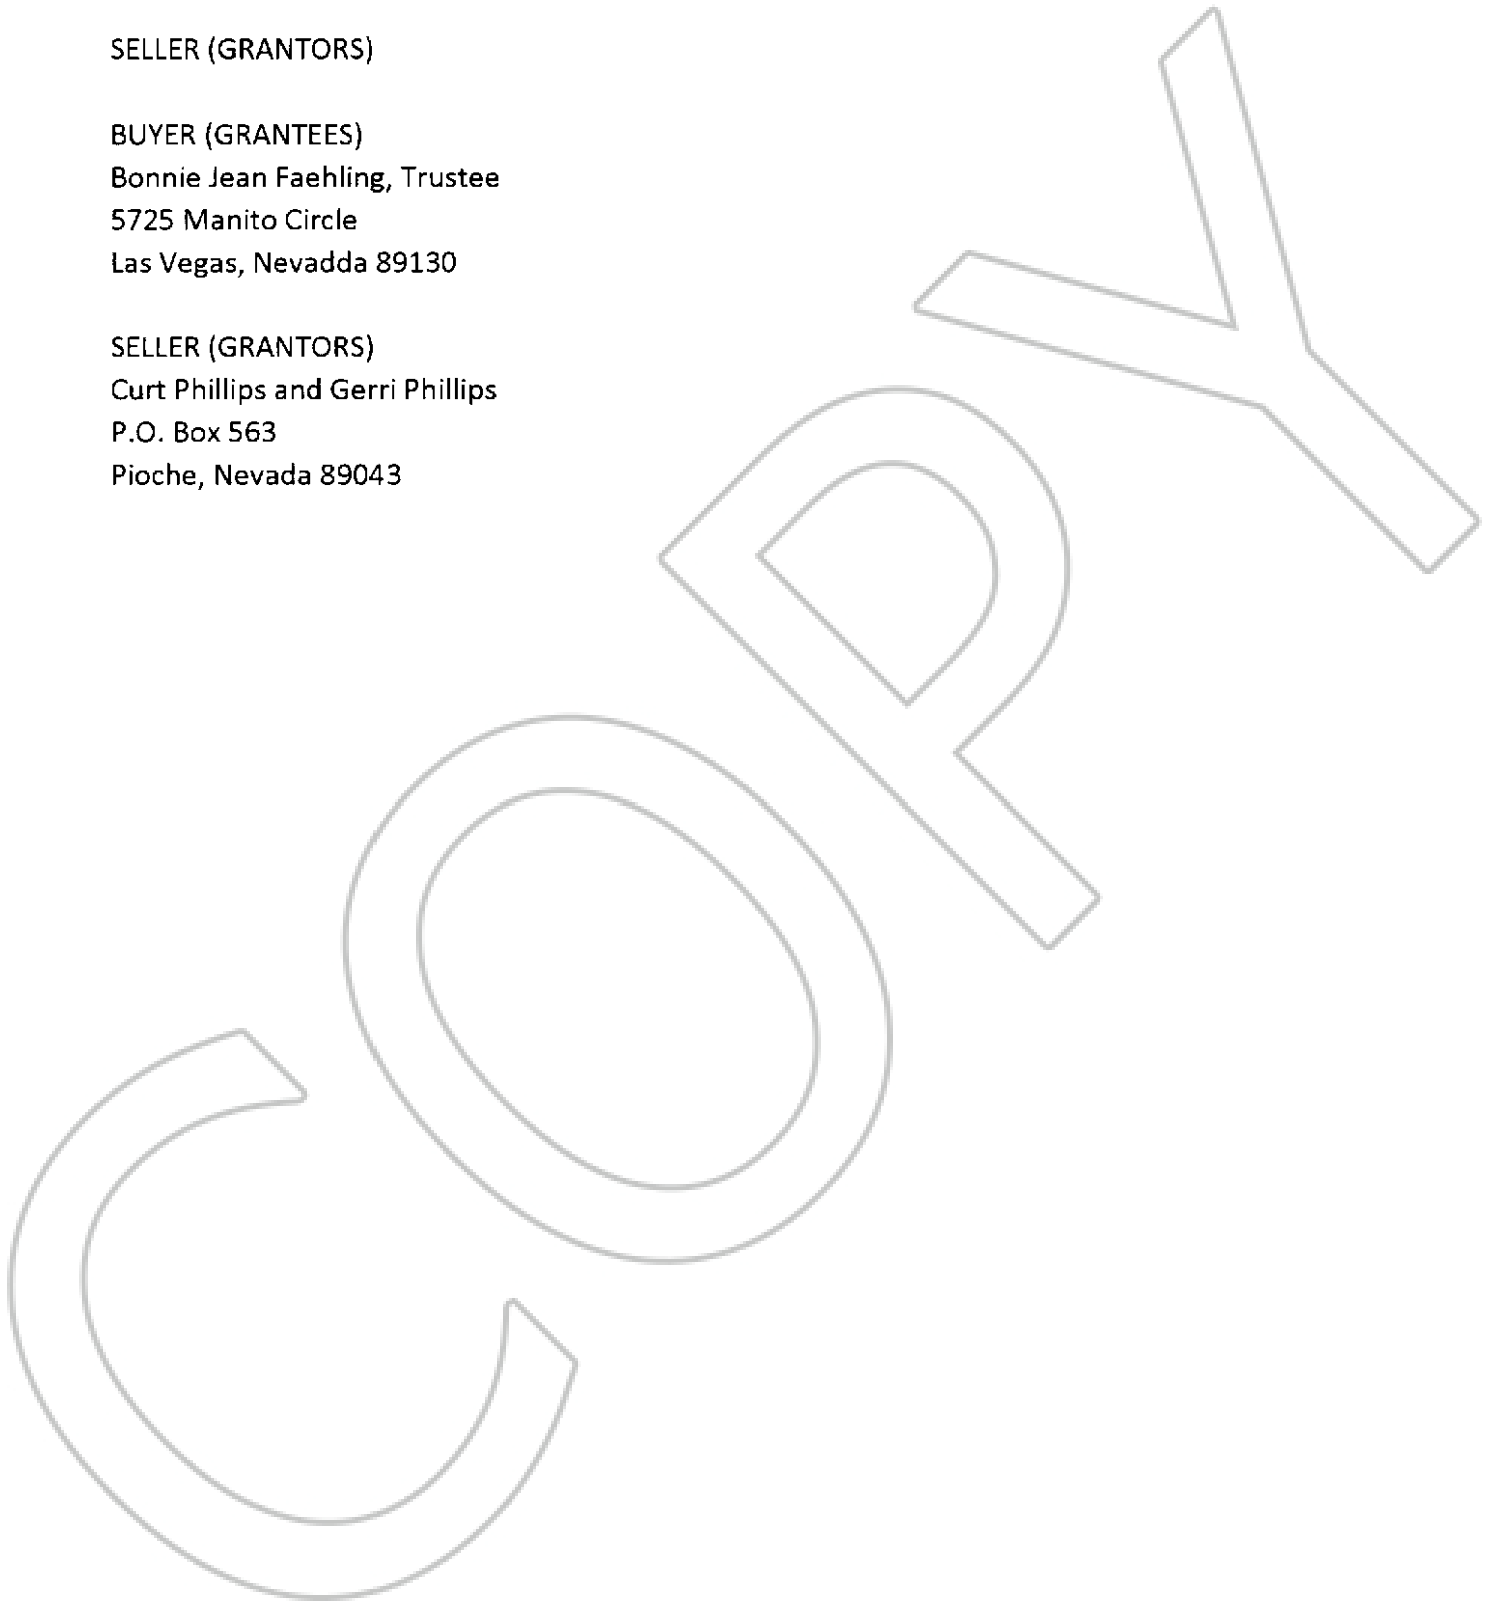 SELLER (GRANTORS)
BUYER (GRANTEES)
Bonnie Jean Faehling, Trustee
5725 Manito Circle
Las Vegas, Nevadda 89130
SELLER (GRANTORS)
Curt Phillips and Gerri Phillips
P.O. Box 563
Pioche, Nevada 89043
COPY